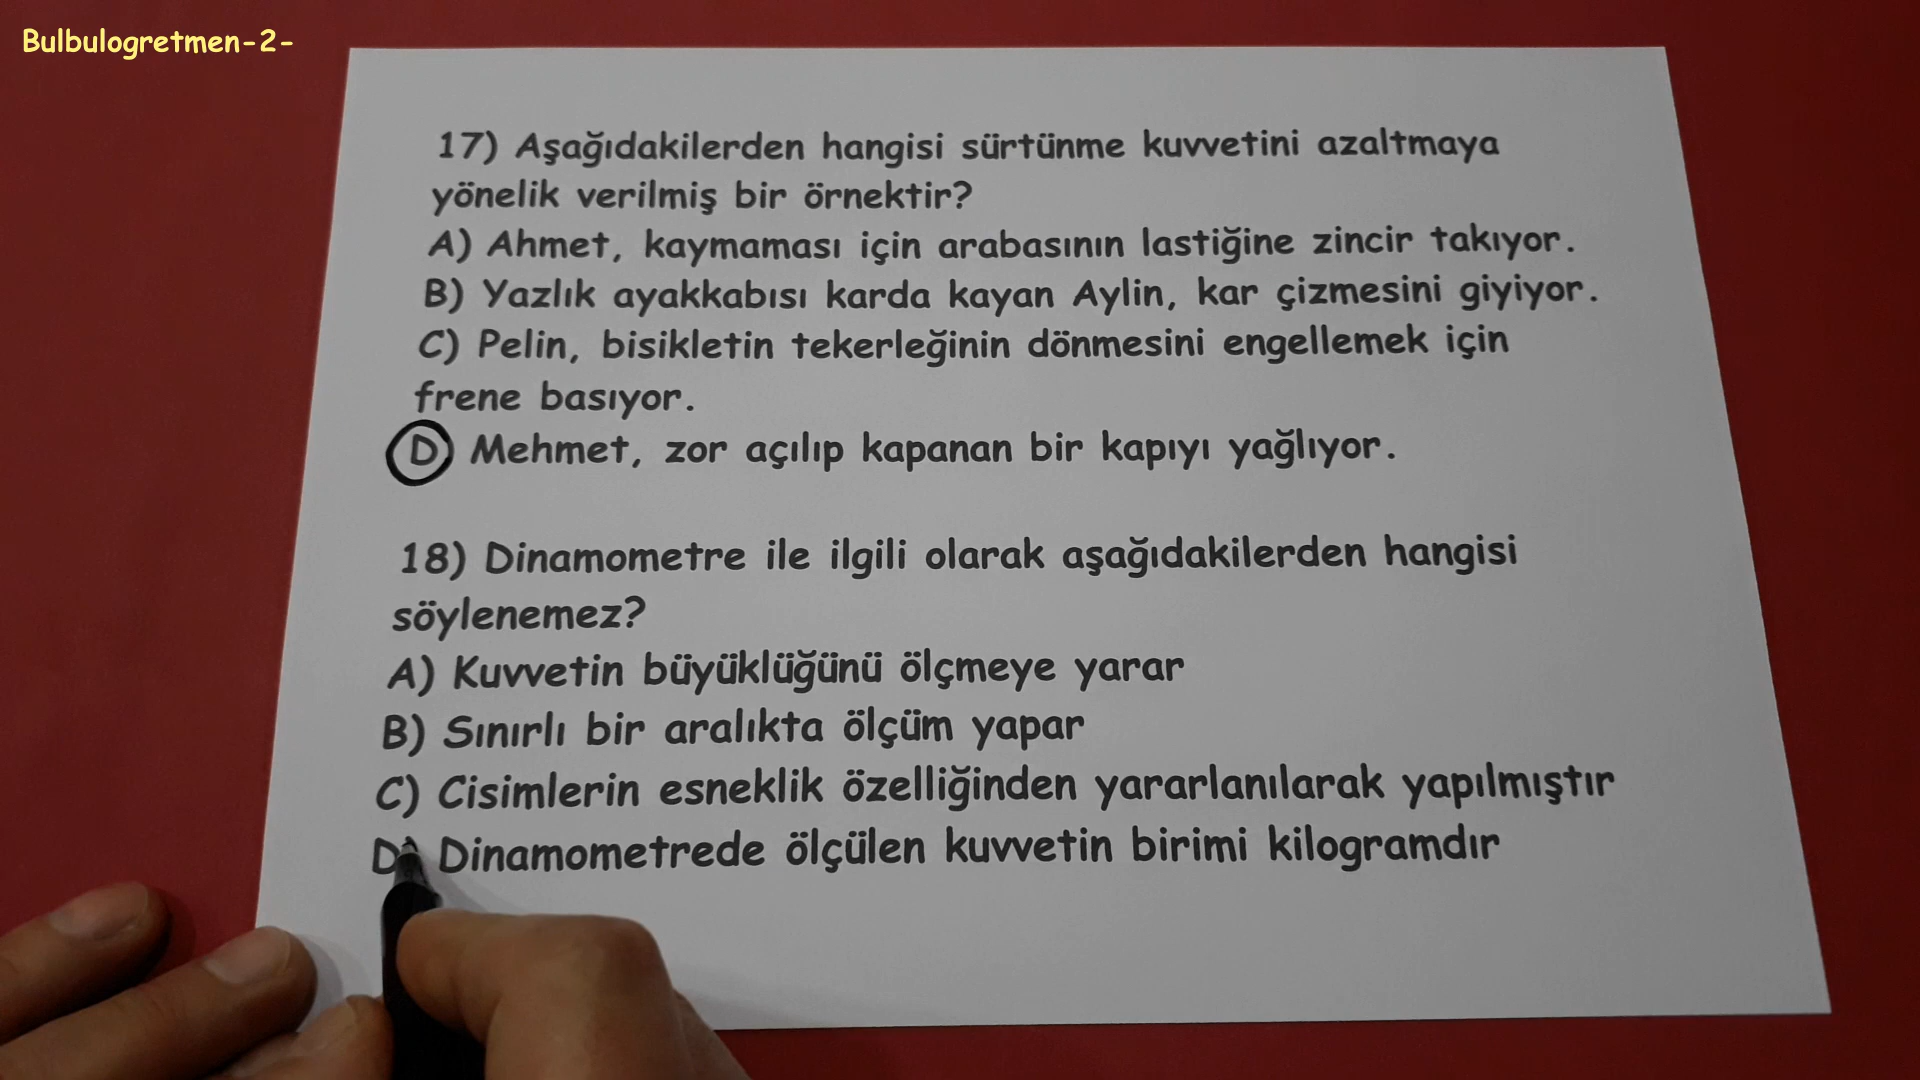 Bulbulogretmen-2-
17) Aşağıdakilerden hangisi sürtünme kuvvetini azaltmaya
yönelik verilmiş bir örnektir?
A) Ahmet, kaymaması için arabasının lastiğine zincir takıyor.
B) Yazlık ayakkabısı karda kayan Aylin, kar çizmesini giyiyor.
C) Pelin, bisikletin tekerleğinin dönmesini engellemek için
frene basıyor.
D) Mehmet, zor açılıp kapanan bir kapıyı yağlıyor.
18) Dinamometre ile ilgili olarak aşağıdakilerden hangisi
söylenemez?
A) Kuvvetin büyüklüğünü ölçmeye yarar
B) Sınırlı bir aralıkta ölçüm yapar
C) Cisimlerin esneklik özelliğinden yararlanılarak yapılmıştır
D) Dinamometrede ölçülen kuvvetin birimi kilogramdır